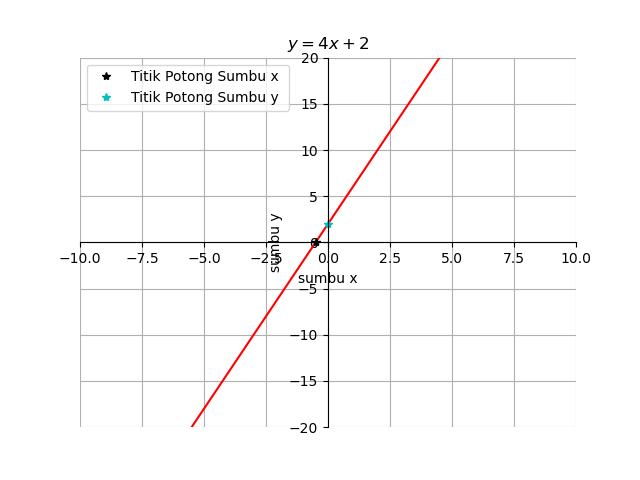 y = 4x + 2
Titik Potong Sumbu x
Titik Potong Sumbu y
20
15
10
5
0
−5
−10
−15
−20
−10.0 −7.5 −5.0 −2.5 0.0 2.5 5.0 7.5 10.0
sumbu y
sumbu x